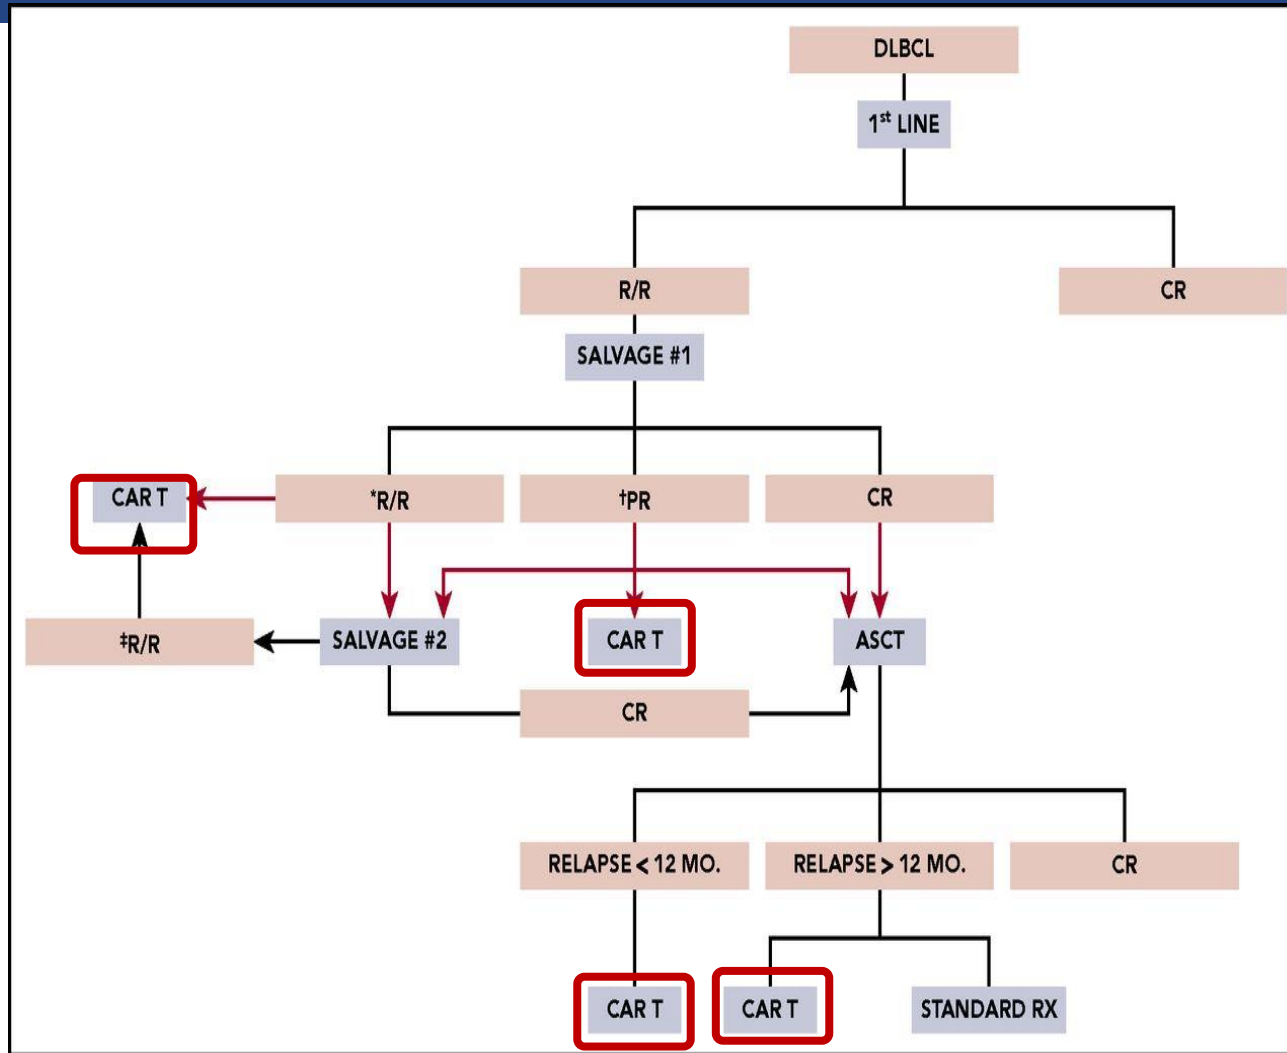 DLBCL
1st LINE
R/R
CR
SALVAGE #1
CAR T
*R/R
†PR
CR
‡R/R
SALVAGE #2
CAR T
ASCT
CR
RELAPSE < 12 MO.
RELAPSE > 12 MO.
CR
CAR T
CAR T
STANDARD RX